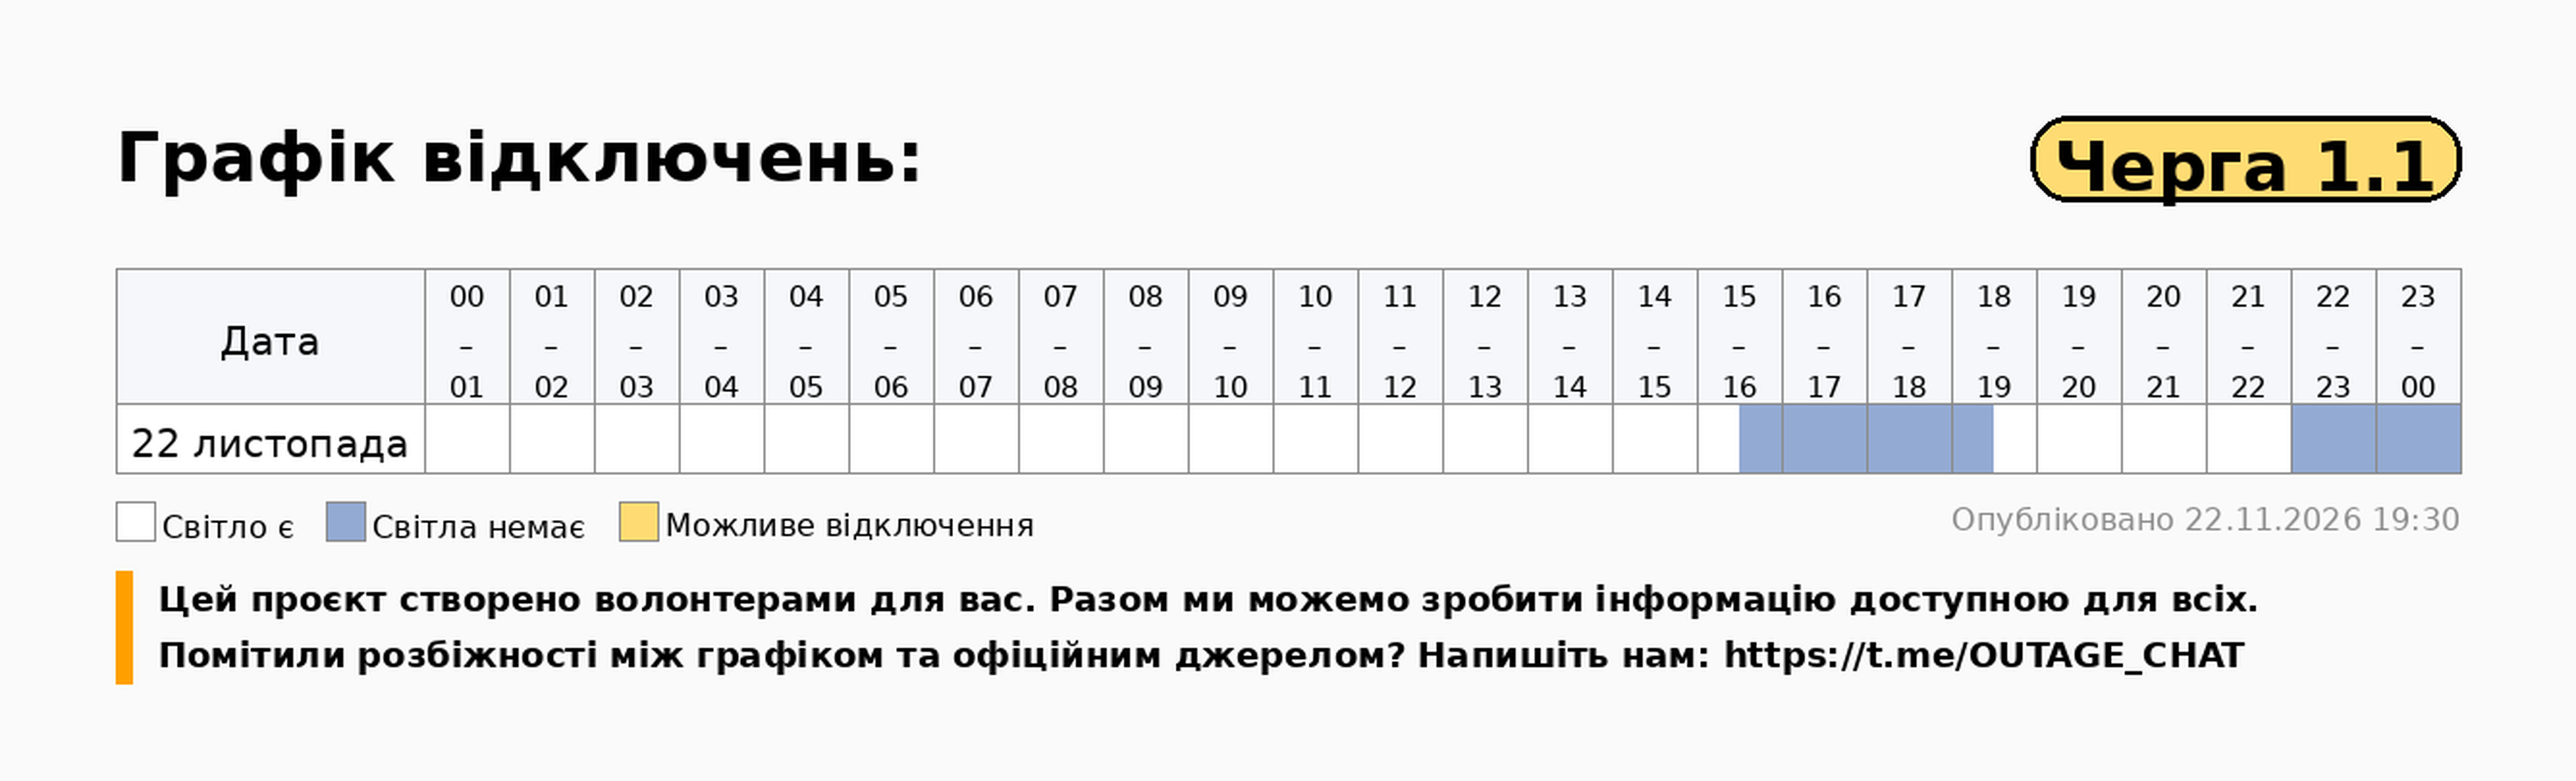 Графік відключень:
Черга 1.1
Дата 00 – 01 01 – 02 02 – 03 03 – 04 04 – 05 05 – 06 06 – 07 07 – 08 08 – 09 09 – 10 10 – 11 11 – 12 12 – 13 13 – 14 14 – 15 15 – 16 16 – 17 17 – 18 18 – 19 19 – 20 20 – 21 21 – 22 22 – 23 23 – 00
22 листопада
Світло є Світла немає Можливе відключення
Опубліковано 22.11.2026 19:30
Цей проєкт створено волонтерами для вас. Разом ми можемо зробити інформацію доступною для всіх.
Помітили розбіжності між графіком та офіційним джерелом? Напишіть нам: https://t.me/OUTAGE_CHAT